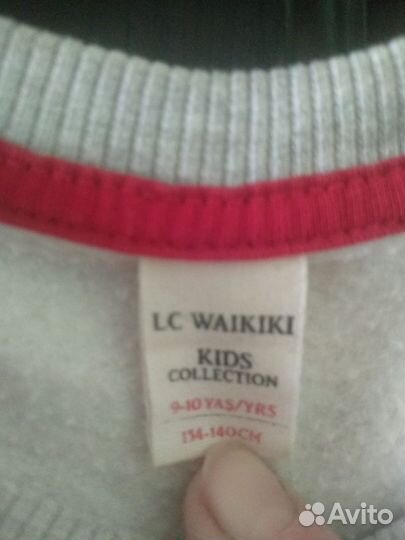 LC WAIKIKI
KIDS
COLLECTION
9-10 YAS/YRS
134-140CM
Avito